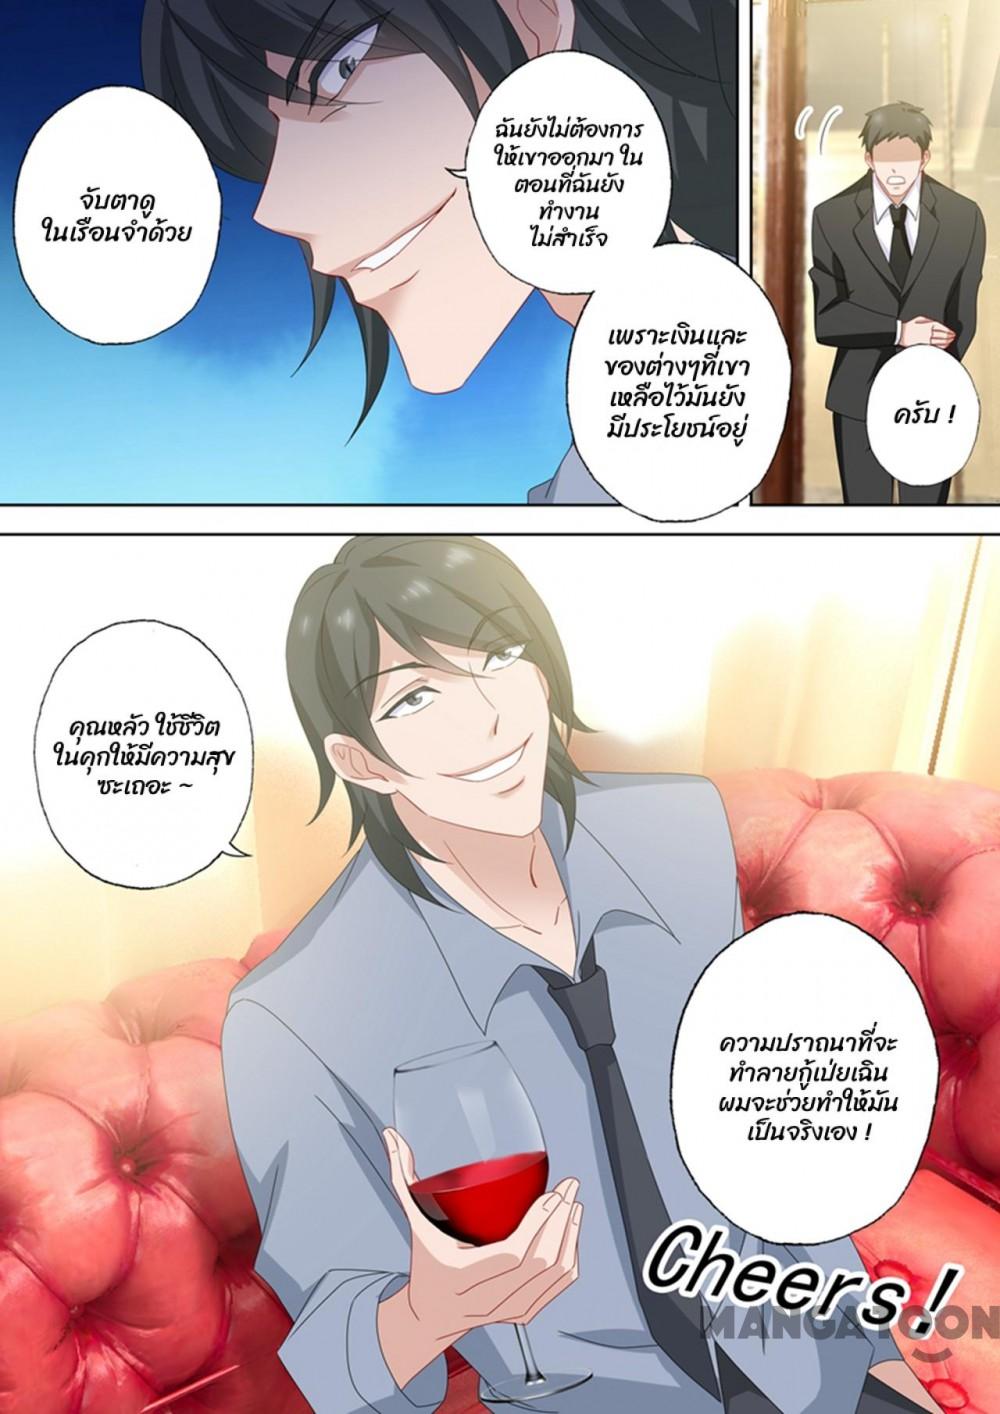 จับตาดู
ในเรือนจำด้วย
ฉันยังไม่ต้องการ
ให้เขาออกมา ใน
ตอนที่ฉันยัง
ทำงาน
ไม่สำเร็จ
เพราะเงินและ
ของต่างๆที่เขา
เหลือไว้มันยัง
มีประโยชน์อยู่
ครับ !
คุณหลัว ใช้ชีวิต
ในคุกให้มีความสุข
ซะเถอะ ~
ความปราถนาที่จะ
ทำลายกู้เป่ยเฉิน
ผมจะช่วยทำให้มัน
เป็นจริงเอง !
Cheers!
MANGATOON